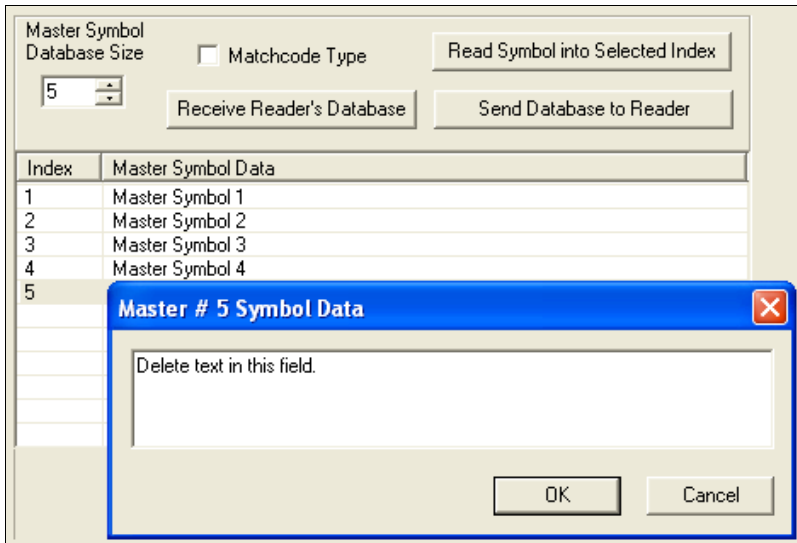 Master Symbol
Database Size
Matchcode Type
Read Symbol into Selected Index
5
Receive Reader's Database
Send Database to Reader
Index Master Symbol Data
1 Master Symbol 1
2 Master Symbol 2
3 Master Symbol 3
4 Master Symbol 4
5
Master # 5 Symbol Data
Delete text in this field.
OK Cancel